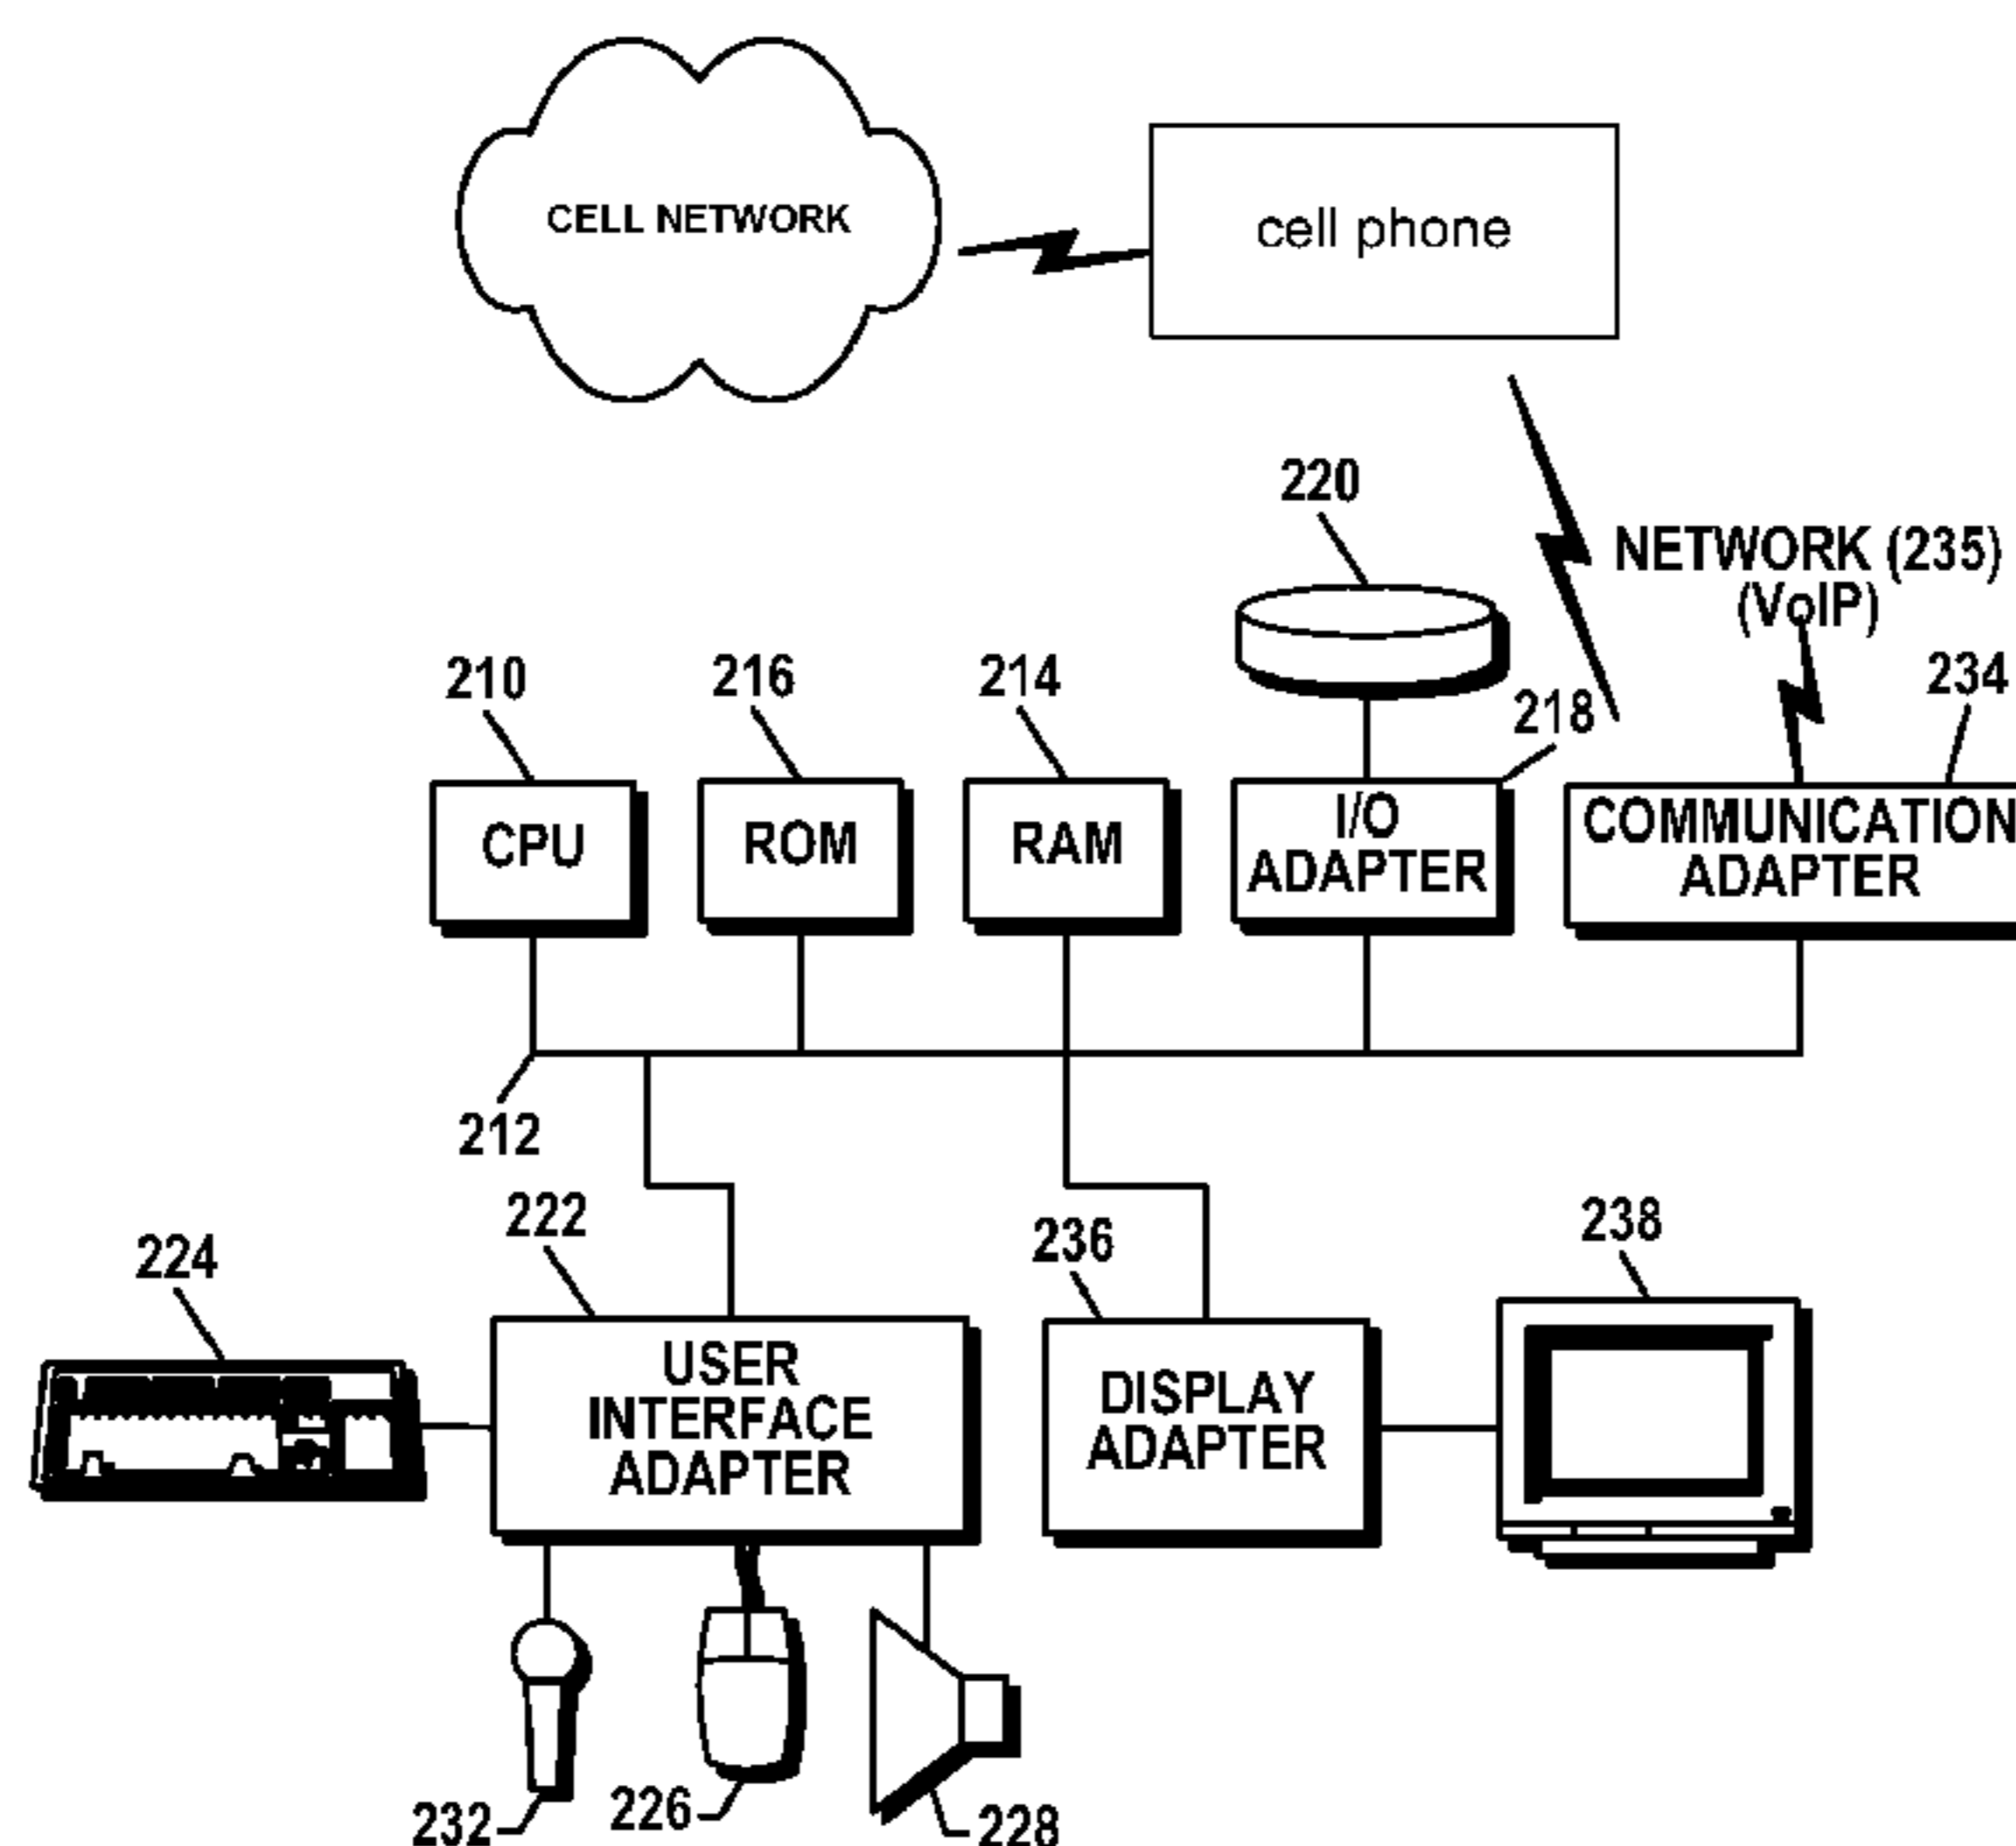 CELL NETWORK
cell phone
220
NETWORK (235)
(VoIP)
210
216
214
218
234
CPU
ROM
RAM
I/O
ADAPTER
COMMUNICATION
ADAPTER
212
222
236
238
224
USER
INTERFACE
ADAPTER
DISPLAY
ADAPTER
232
226
228